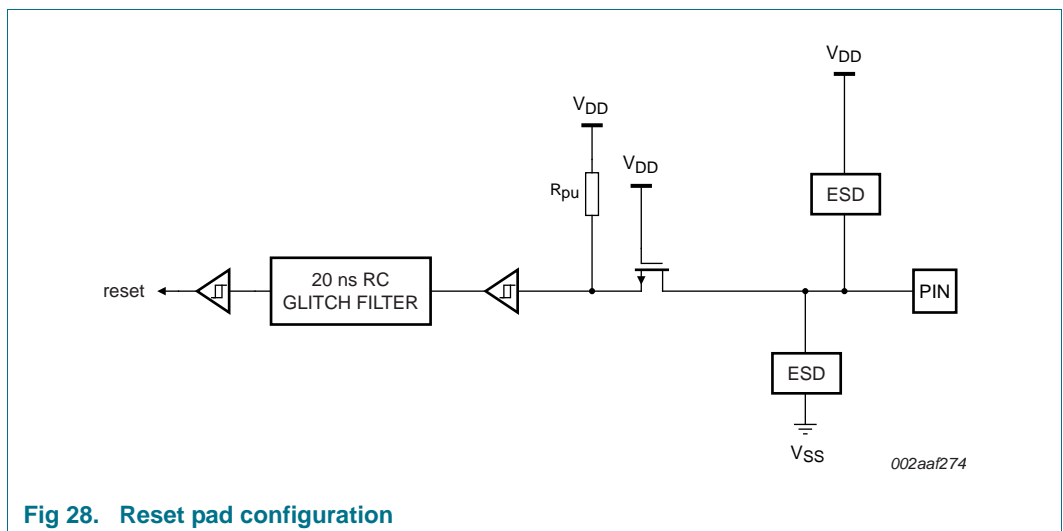 VDD
VDD
VDD
Rpu
ESD
reset
20 ns RC
GLITCH FILTER
PIN
ESD
VSS
002aaf274
Fig 28. Reset pad configuration